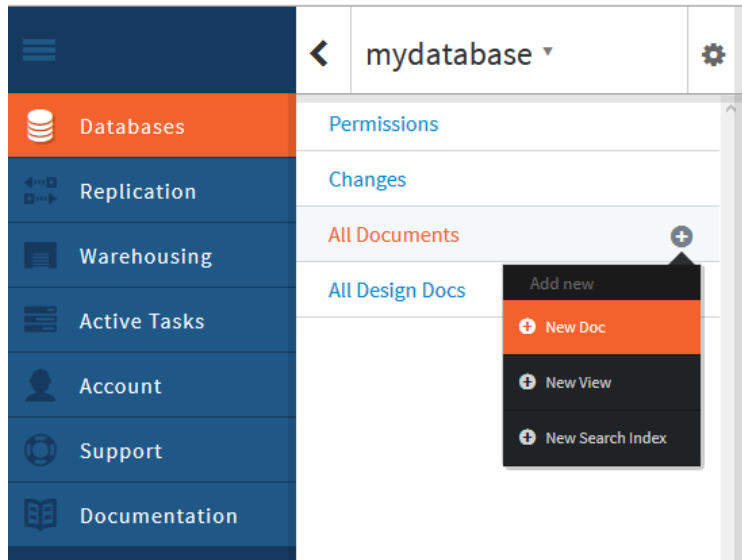 mydatabase
Databases
Replication
Warehousing
Active Tasks
Account
Support
Documentation
Permissions
Changes
All Documents
All Design Docs
Add new
New Doc
New View
New Search Index